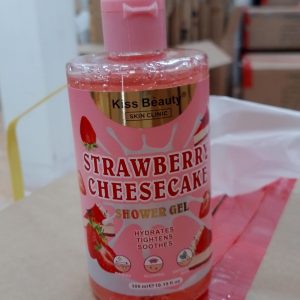 Kiss Beauty
SKIN CLINIC
STRAWBERRY
CHEESECAKE
SHOWER GEL
HYDRATES
TIGHTENS
SOOTHES